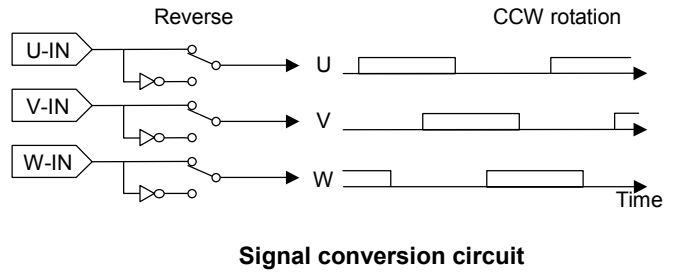 Reverse
CCW rotation
U-IN
U
V-IN
V
W-IN
W
Time
Signal conversion circuit